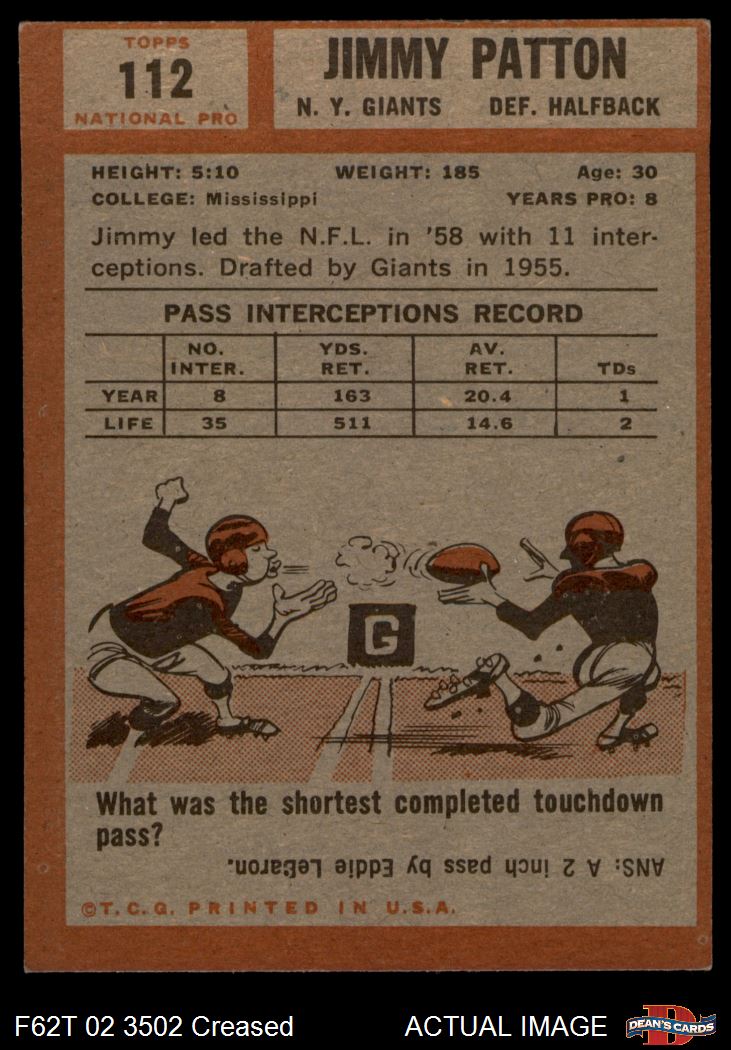 TOPPS
112
NATIONAL PRO
JIMMY PATTON
N. Y. GIANTS DEF. HALFBACK
HEIGHT: 5:10 WEIGHT: 185 Age: 30
COLLEGE: Mississippi YEARS PRO: 8
Jimmy led the N.F.L. in '58 with 11 inter-
ceptions. Drafted by Giants in 1955.
PASS INTERCEPTIONS RECORD
NO. INTER. YDS. RET. AV. RET. TDs
YEAR 8 163 20.4 1
LIFE 35 511 14.6 2
G
What was the shortest completed touchdown
pass?
ANS: A 2 inch pass by Eddie LeBaron.
©T.C.G. PRINTED IN U.S.A.
F62T 02 3502 Creased ACTUAL IMAGE
D
DEAN'S CARDS